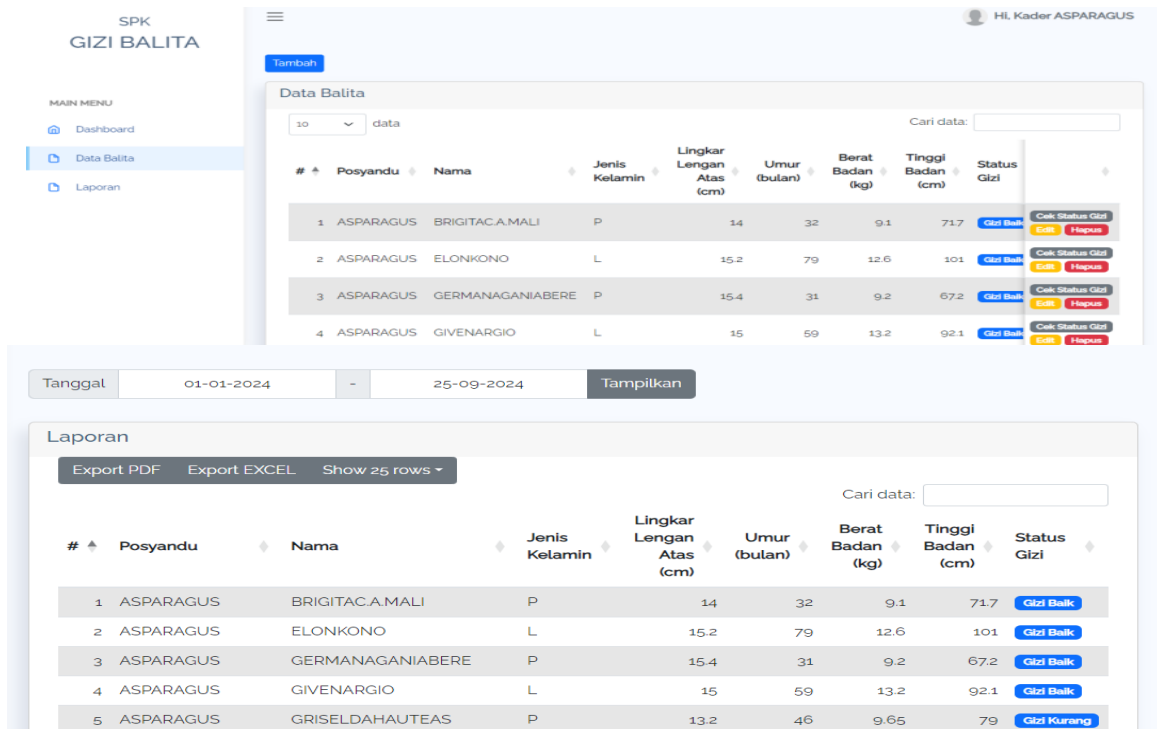 SPK
GIZI BALITA
Hi, Kader ASPARAGUS
MAIN MENU
Dashboard
Data Balita
Laporan
Tambah
Data Balita
10 data Cari data:
# Posyandu Nama Jenis Kelamin Lingkar Lengan Atas (cm) Umur (bulan) Berat Badan (kg) Tinggi Badan (cm) Status Gizi
1 ASPARAGUS BRIGITAC.A.MALI P 14 32 9.1 71.7 Gizi Baik Cek Status Gizi
Edit Hapus
2 ASPARAGUS ELONKONO L 15.2 79 12.6 101 Gizi Baik Cek Status Gizi
Edit Hapus
3 ASPARAGUS GERMANAGANIABERE P 15.4 31 9.2 67.2 Gizi Baik Cek Status Gizi
Edit Hapus
4 ASPARAGUS GIVENARGIO L 15 59 13.2 92.1 Gizi Baik Cek Status Gizi
Edit Hapus
Tanggal 01-01-2024 - 25-09-2024 Tampilkan
Laporan
Export PDF Export EXCEL Show 25 rows
Cari data:
# Posyandu Nama Jenis Kelamin Lingkar Lengan Atas (cm) Umur (bulan) Berat Badan (kg) Tinggi Badan (cm) Status Gizi
1 ASPARAGUS BRIGITAC.A.MALI P 14 32 9.1 71.7 Gizi Baik
2 ASPARAGUS ELONKONO L 15.2 79 12.6 101 Gizi Baik
3 ASPARAGUS GERMANAGANIABERE P 15.4 31 9.2 67.2 Gizi Baik
4 ASPARAGUS GIVENARGIO L 15 59 13.2 92.1 Gizi Baik
5 ASPARAGUS GRISELDAHAUTEAS P 13.2 46 9.65 79 Gizi Kurang